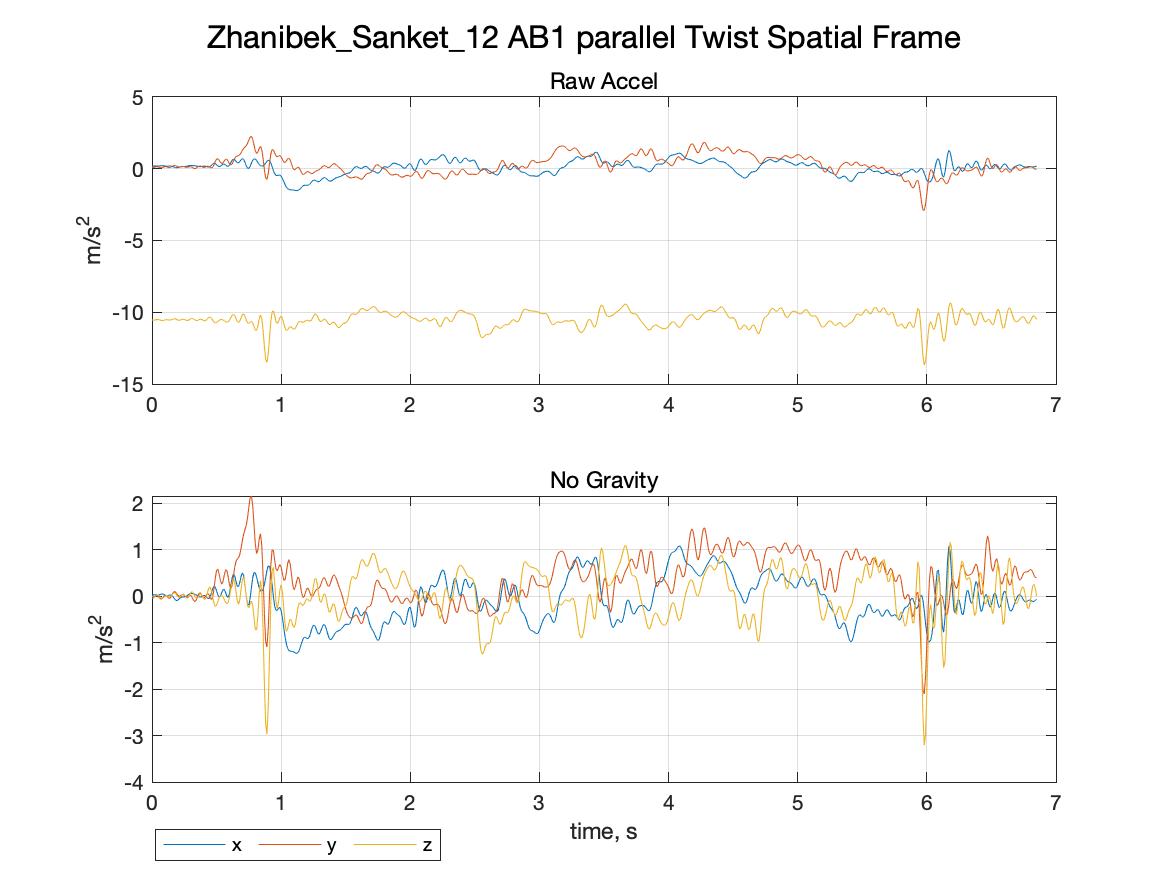 Zhanibek_Sanket_12 AB1 parallel Twist Spatial Frame
Raw Accel
5
0
-5
-10
-15
m/s2
0 1 2 3 4 5 6 7
No Gravity
2
1
0
-1
-2
-3
-4
m/s2
0 1 2 3 4 5 6 7
time, s
x y z